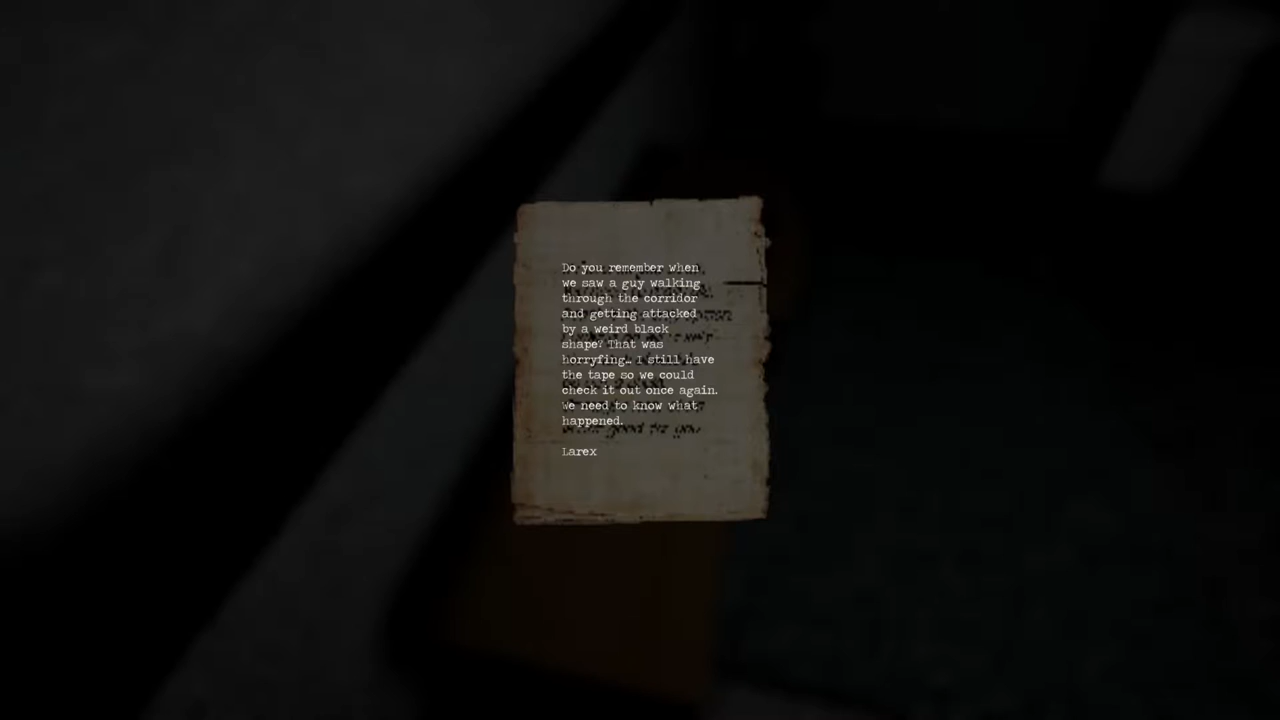 Do you remember when
we saw a guy walking
through the corridor
and getting attacked
by a weird black
shape? That was
horryfing... I still have
the tape so we could
check it out once again.
We need to know what
happened.
Larex